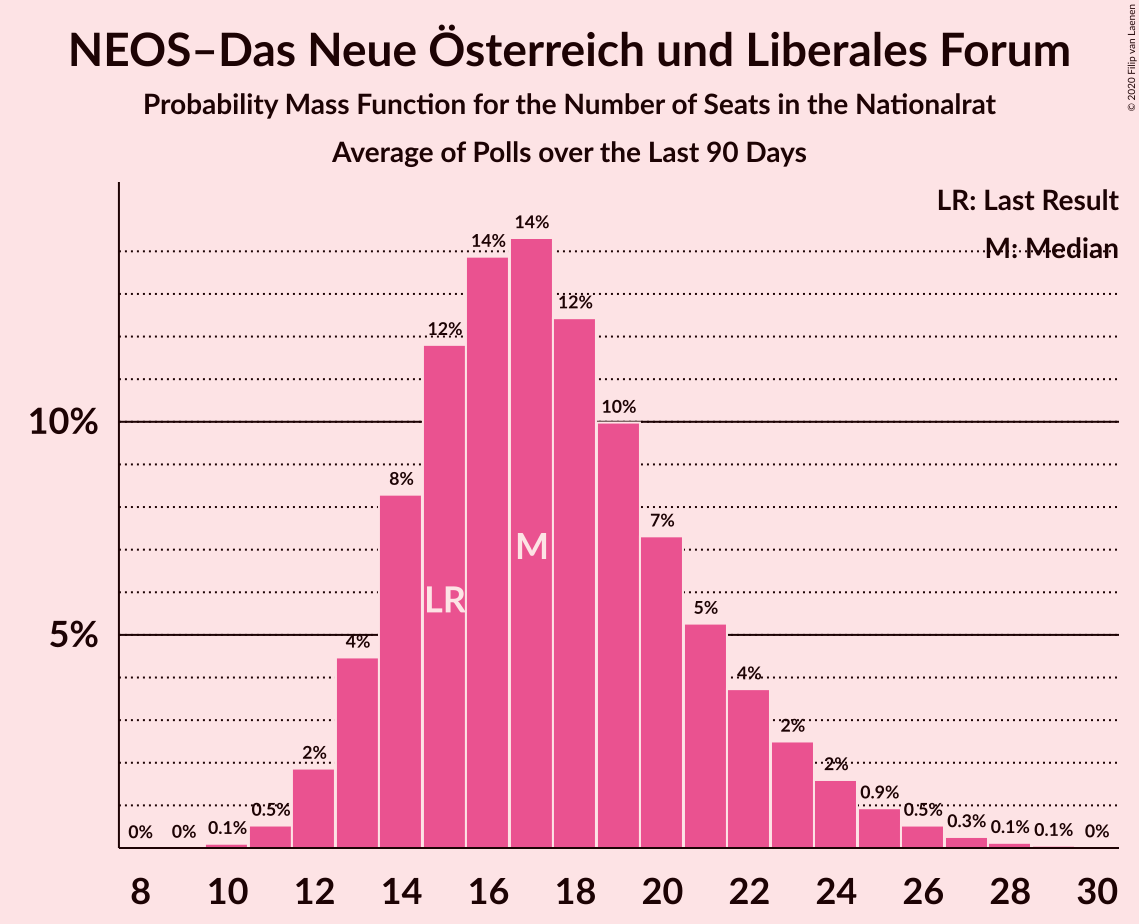 NEOS–Das Neue Österreich und Liberales Forum
Probability Mass Function for the Number of Seats in the Nationalrat
Average of Polls over the Last 90 Days
© 2020 Filip van Laenen
LR: Last Result
M: Median
10%
5%
0%
0%
0.1%
0.5%
2%
4%
8%
12%
14%
14%
12%
10%
7%
5%
4%
2%
2%
0.9%
0.5%
0.3%
0.1%
0.1%
0%
LR
M
8 10 12 14 16 18 20 22 24 26 28 30